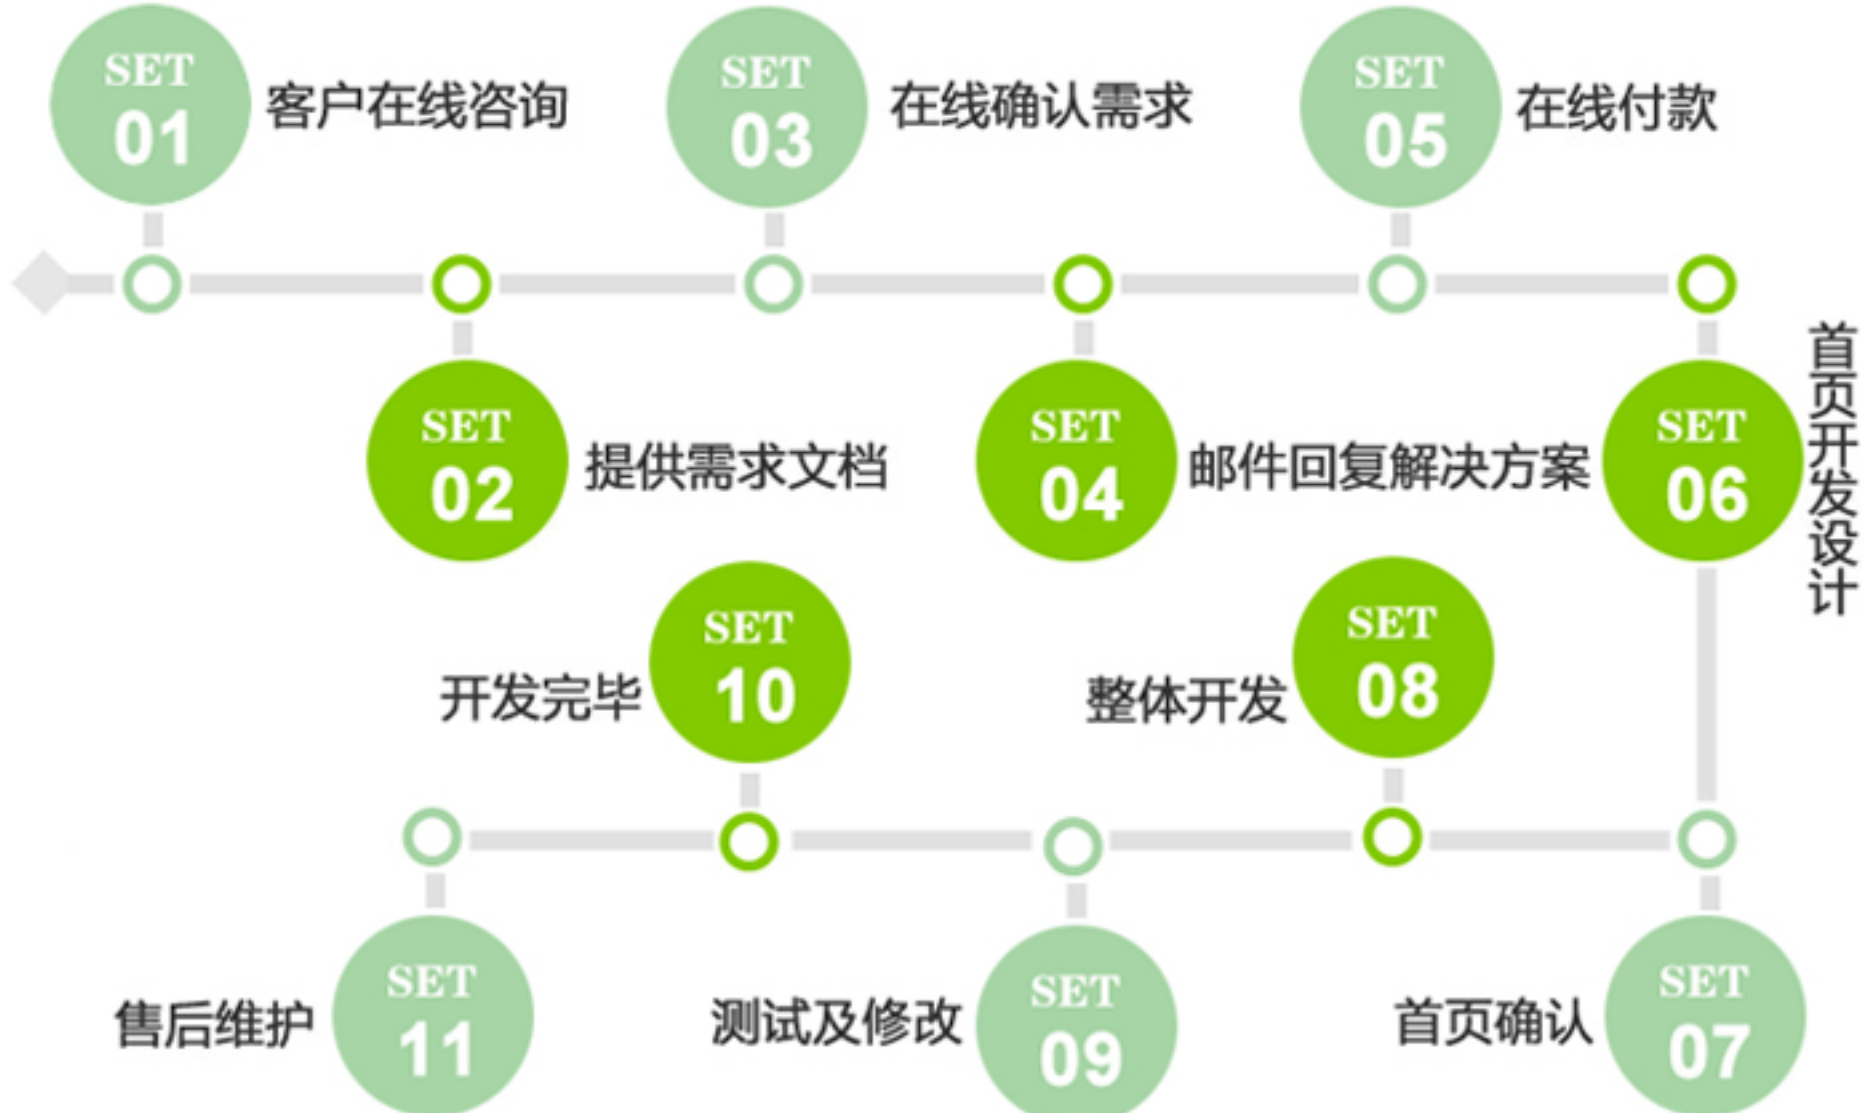 SET
01
客户在线咨询
SET
02
提供需求文档
SET
03
在线确认需求
SET
04
邮件回复解决方案
SET
05
在线付款
SET
06
首页开发设计
SET
07
首页确认
SET
08
整体开发
SET
09
测试及修改
SET
10
开发完毕
SET
11
售后维护